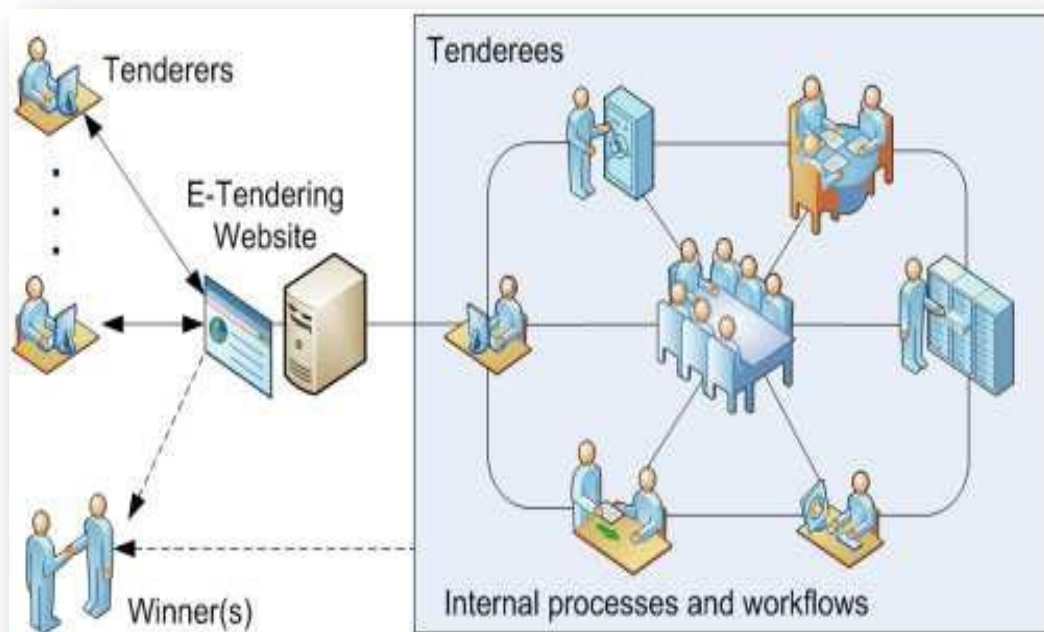 Tenderers
E-Tendering
Website
Winner(s)
Tenderees
Internal processes and workflows